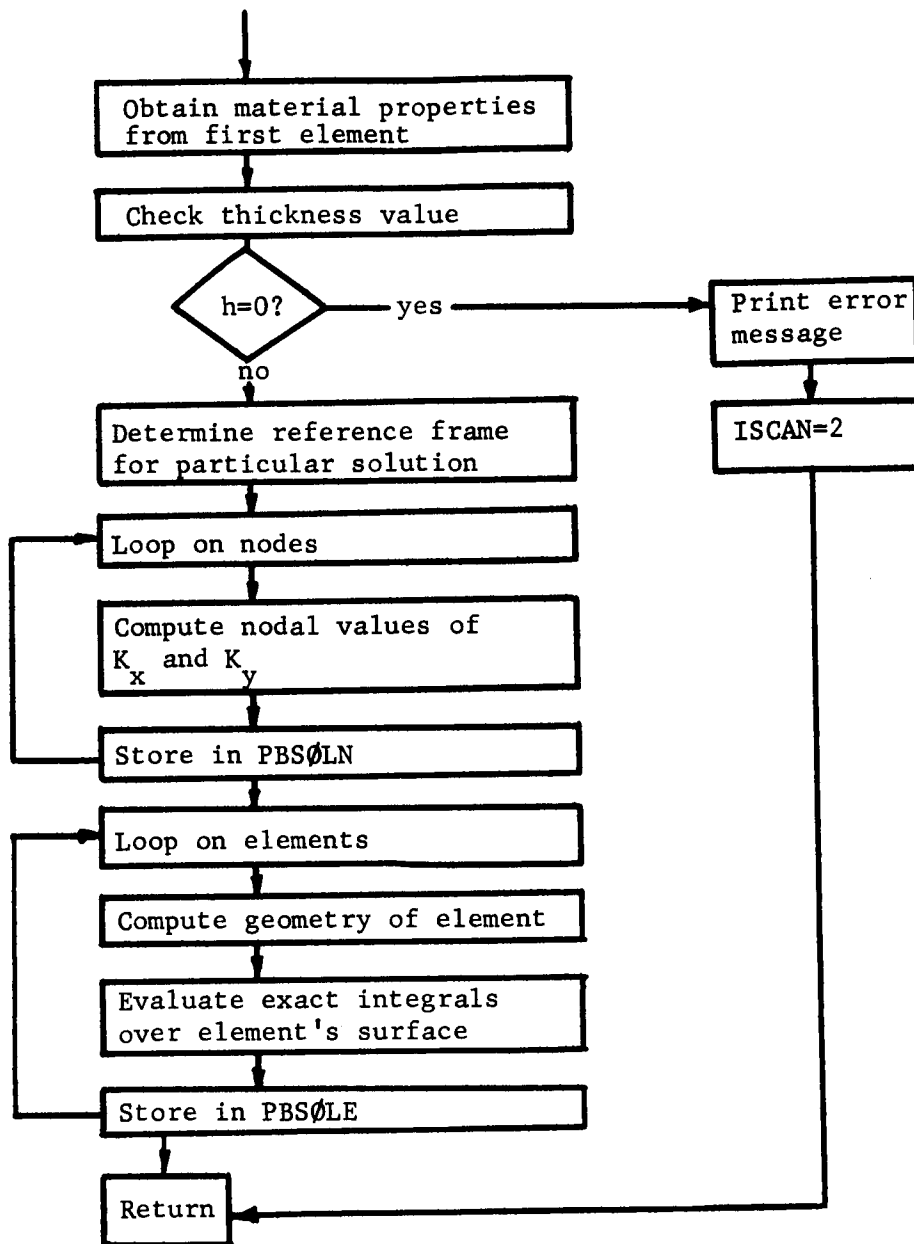 Obtain material properties
from first element
Check thickness value
h=0?
yes
Print error
message
no
ISCAN=2
Determine reference frame
for particular solution
Loop on nodes
Compute nodal values of
K_x and K_y
Store in PBSØLN
Loop on elements
Compute geometry of element
Evaluate exact integrals
over element's surface
Store in PBSØLE
Return